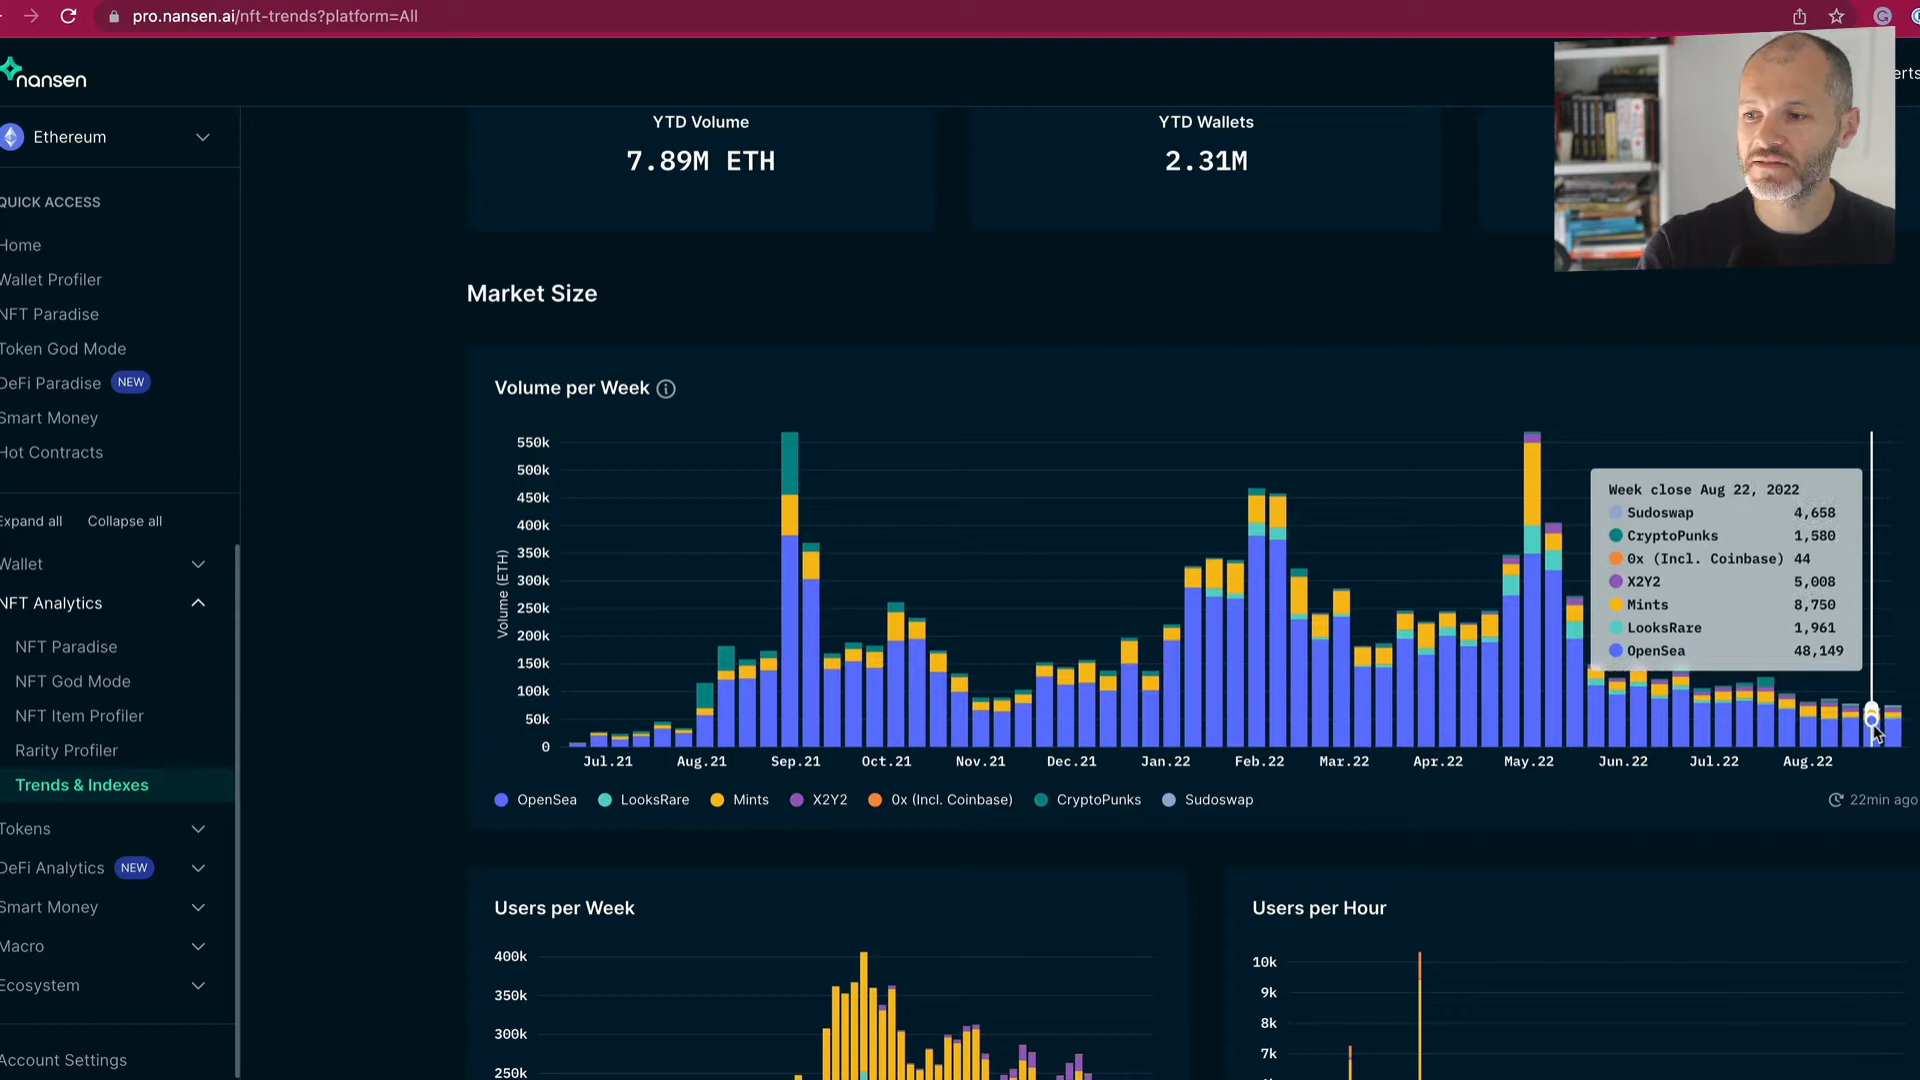 pro.nansen.ai/nft-trends?platform=All
nansen
erts
Ethereum
QUICK ACCESS
Home
Wallet Profiler
NFT Paradise
Token God Mode
DeFi Paradise NEW
Smart Money
Hot Contracts
Expand all Collapse all
Wallet
NFT Analytics
NFT Paradise
NFT God Mode
NFT Item Profiler
Rarity Profiler
Trends & Indexes
Tokens
DeFi Analytics NEW
Smart Money
Macro
Ecosystem
Account Settings
YTD Volume
7.89M ETH
YTD Wallets
2.31M
Market Size
Volume per Week
Volume (ETH)
550k
500k
450k
400k
350k
300k
250k
200k
150k
100k
50k
0
Jul.21 Aug.21 Sep.21 Oct.21 Nov.21 Dec.21 Jan.22 Feb.22 Mar.22 Apr.22 May.22 Jun.22 Jul.22 Aug.22
Week close Aug 22, 2022
Sudoswap 4,658
CryptoPunks 1,580
0x (Incl. Coinbase) 44
X2Y2 5,008
Mints 8,750
LooksRare 1,961
OpenSea 48,149
OpenSea LooksRare Mints X2Y2 0x (Incl. Coinbase) CryptoPunks Sudoswap
22min ago
Users per Week
400k
350k
300k
250k
Users per Hour
10k
9k
8k
7k